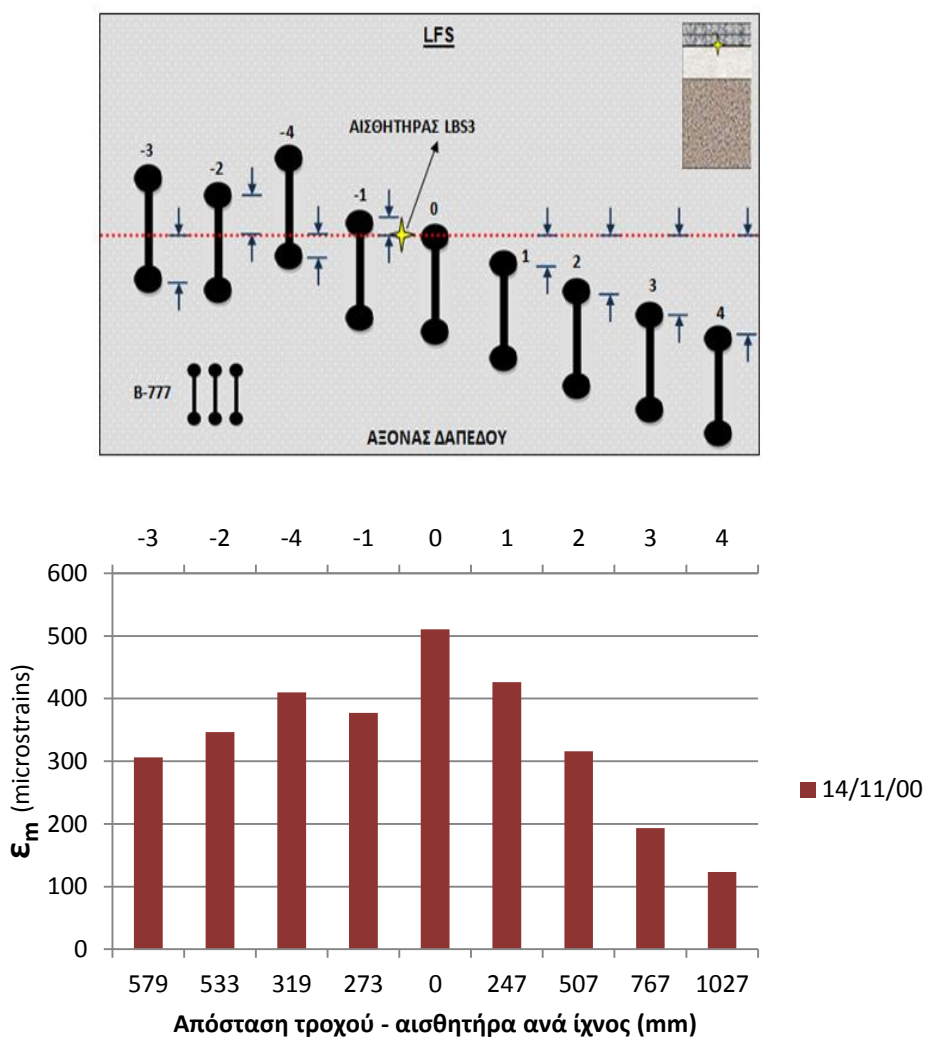 LFS
ΑΙΣΘΗΤΗΡΑΣ LBS3
-3
-2
-4
-1
0
1
2
3
4
B-777
ΑΞΟΝΑΣ ΔΑΠΕΔΟΥ
-3 -2 -4 -1 0 1 2 3 4
600
500
400
300
200
100
0
εm (microstrains)
14/11/00
579 533 319 273 0 247 507 767 1027
Απόσταση τροχού - αισθητήρα ανά ίχνος (mm)